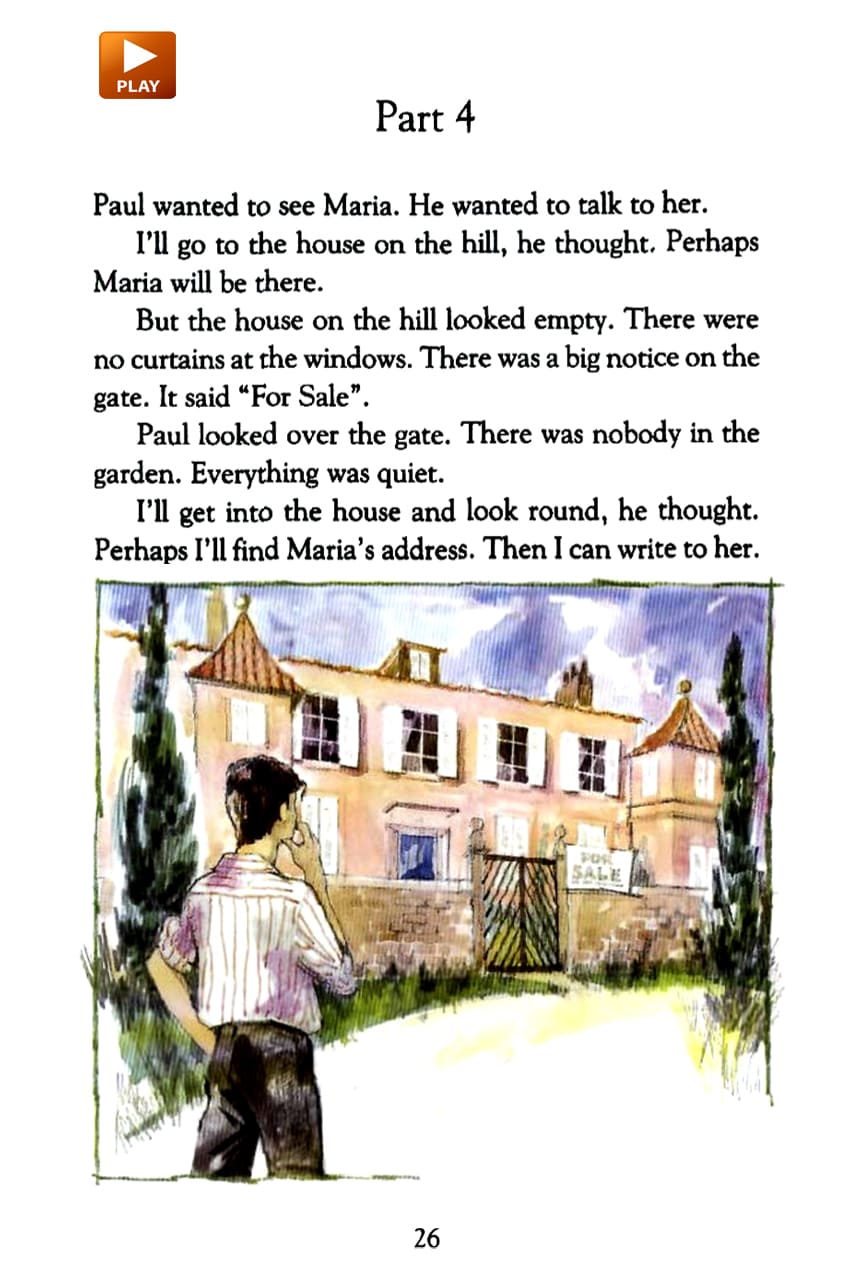 PLAY
Part 4
Paul wanted to see Maria. He wanted to talk to her.
I'll go to the house on the hill, he thought. Perhaps
Maria will be there.
But the house on the hill looked empty. There were
no curtains at the windows. There was a big notice on the
gate. It said “For Sale”.
Paul looked over the gate. There was nobody in the
garden. Everything was quiet.
I'll get into the house and look round, he thought.
Perhaps I'll find Maria's address. Then I can write to her.
FOR
SALE
26